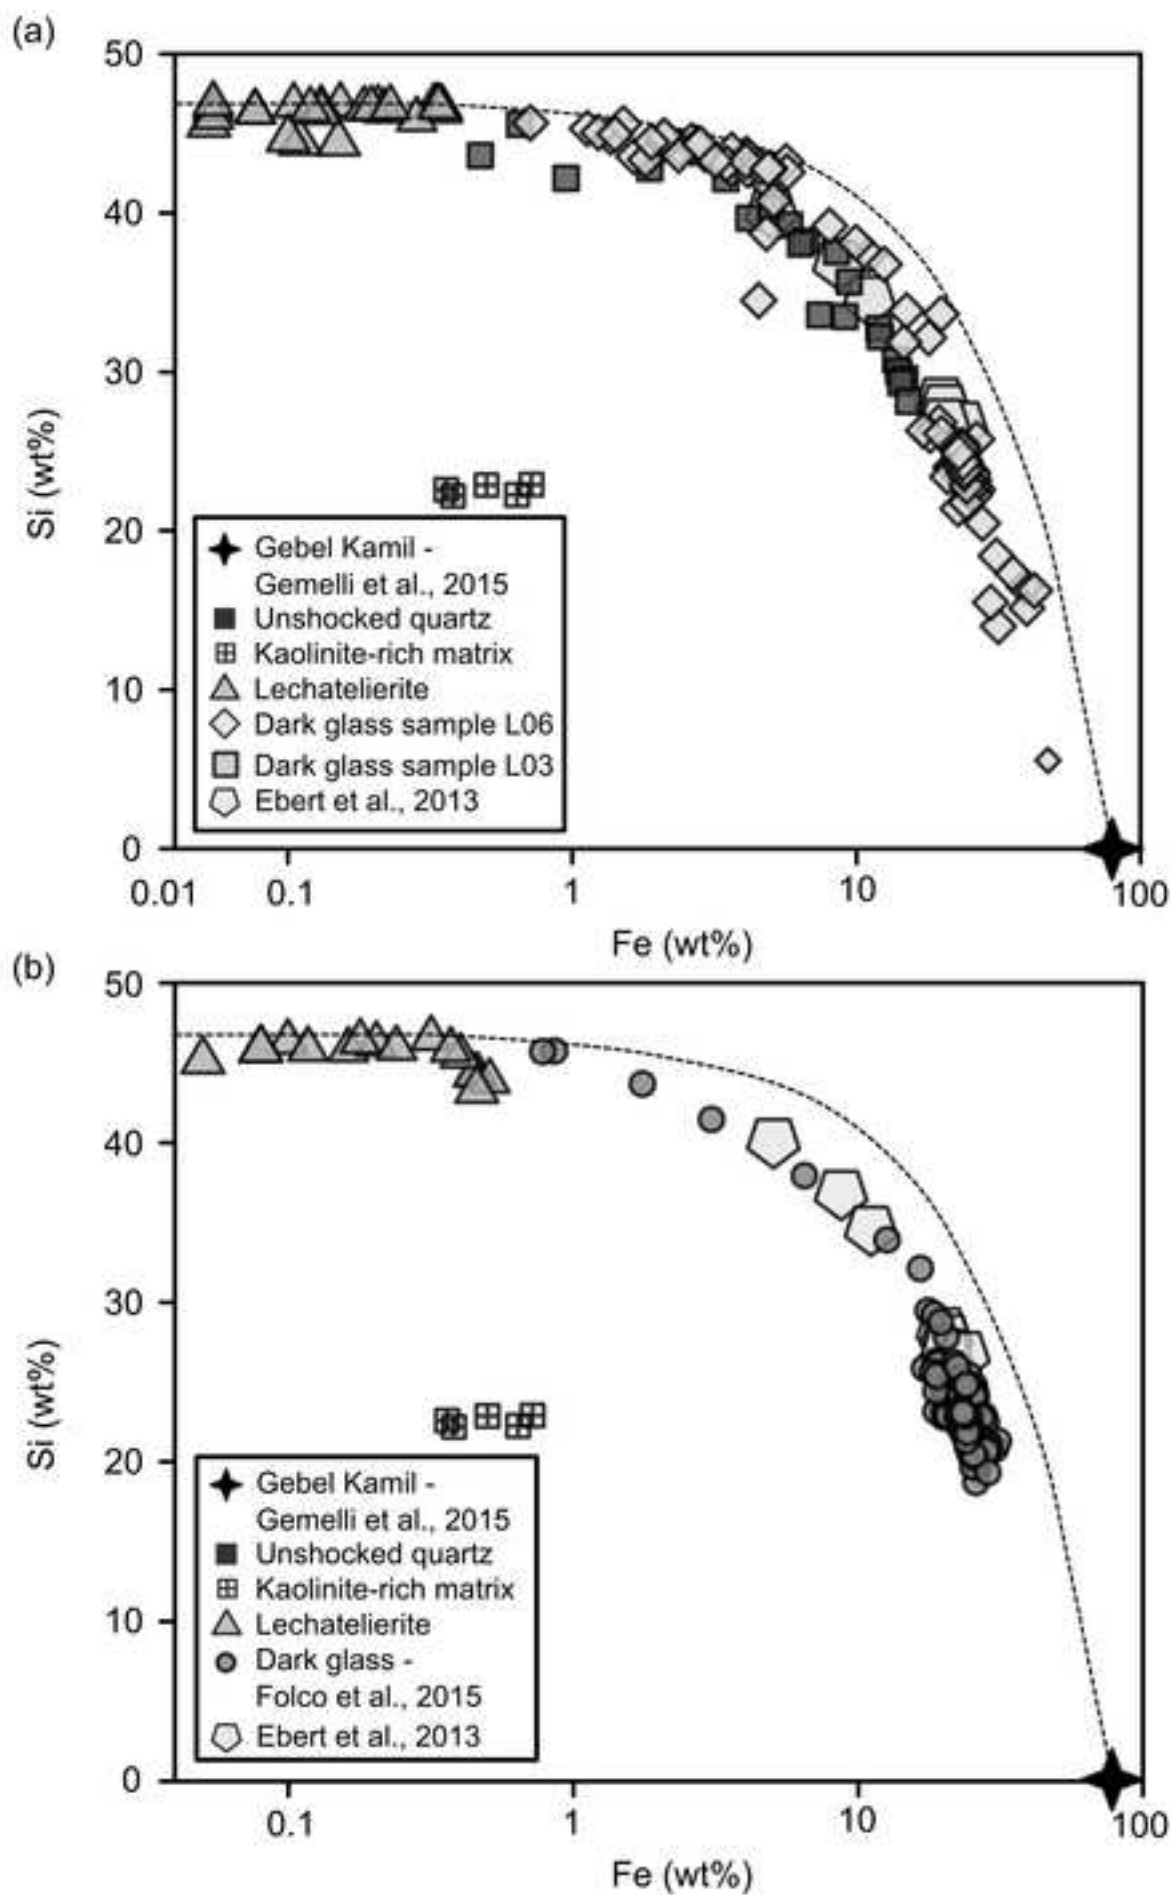 (a)
50
40
30
20
10
0
Si (wt%)
Gebel Kamil -
Gemelli et al., 2015
Unshocked quartz
Kaolinite-rich matrix
Lechatelierite
Dark glass sample L06
Dark glass sample L03
Ebert et al., 2013
0.01 0.1 1 10 100
Fe (wt%)
(b)
50
40
30
20
10
0
Si (wt%)
Gebel Kamil -
Gemelli et al., 2015
Unshocked quartz
Kaolinite-rich matrix
Lechatelierite
Dark glass -
Folco et al., 2015
Ebert et al., 2013
0.1 1 10 100
Fe (wt%)